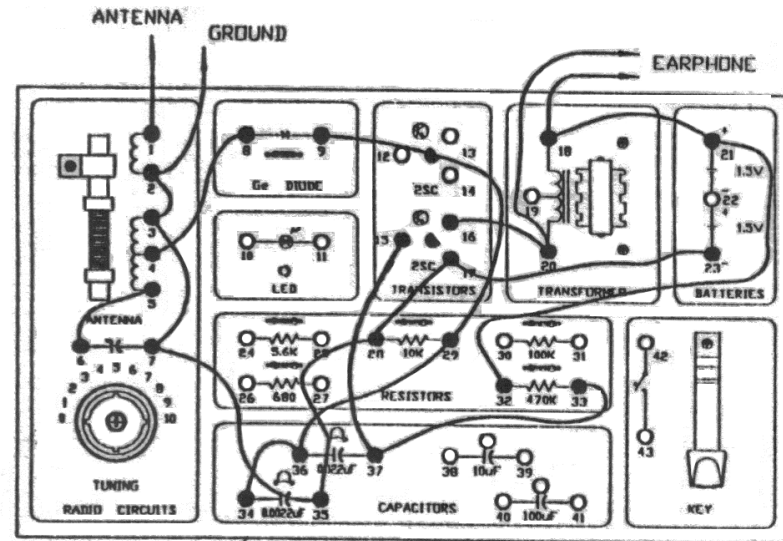 ANTENNA
GROUND
EARPHONE
1
2
3
4
5
ANTENNA
6
7
3 4 5 6 7
2 8
1 9
0 10
TUNING
RADIO CIRCUITS
8 9
Ge DIODE
10 11
LED
12 13
14
2SC
15 16
17
2SC
TRANSISTORS
18
19
20
TRANSFORMER
+
21
1.5V
-
22
+
1.5V
23 -
BATTERIES
24 5.6K 25
28 10K 29
30 100K 31
26 680 27
32 470K 33
RESISTORS
36 0.0022uF 37
38 10uF 39
34 0.0022uF 35
40 100uF 41
CAPACITORS
42
43
KEY